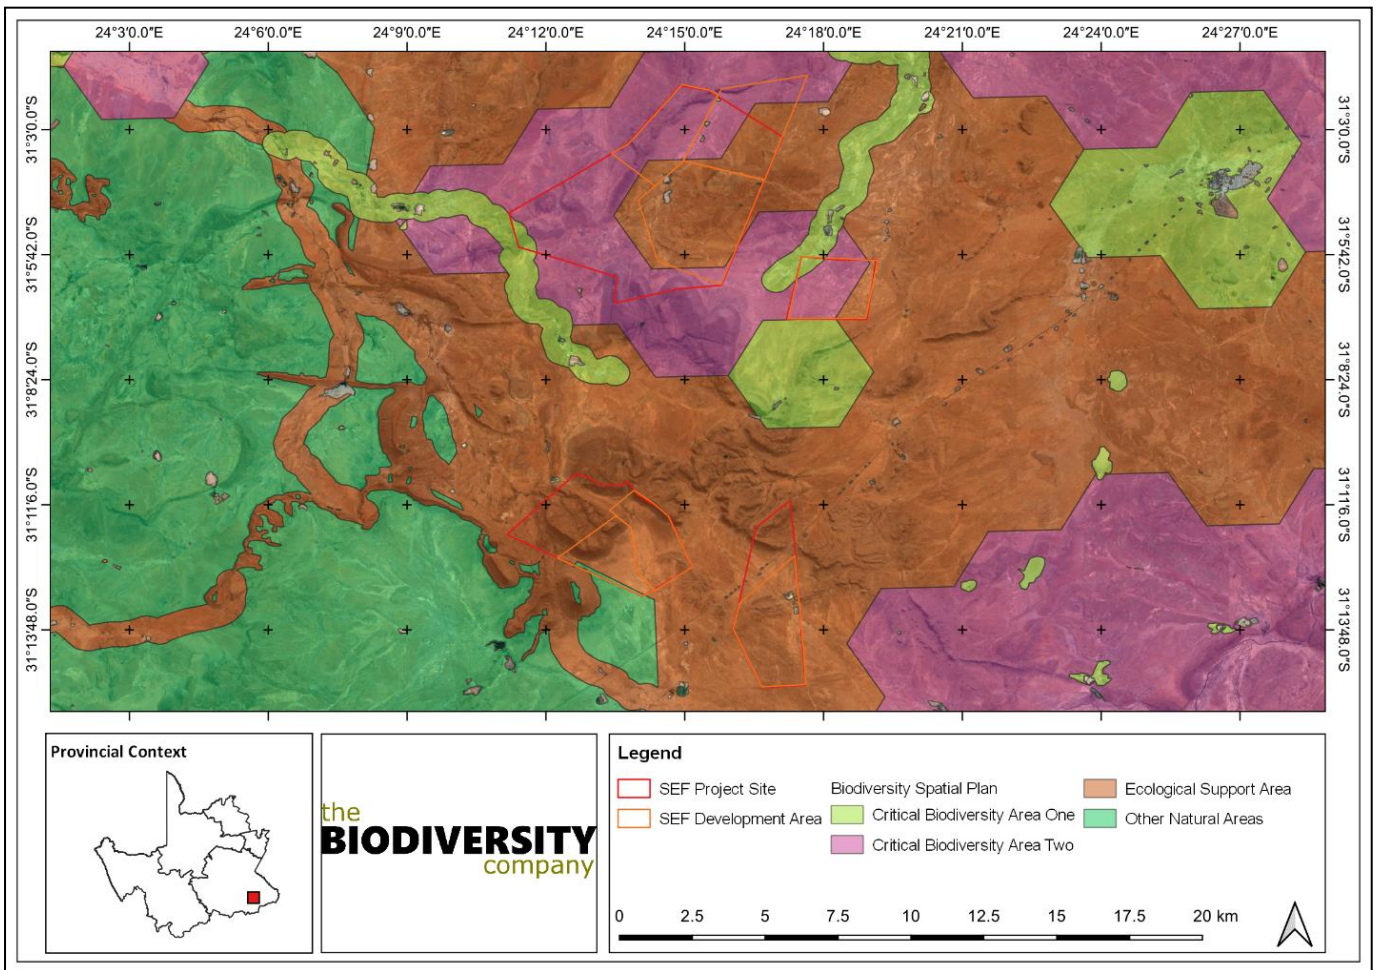 24°3'0.0"E 24°6'0.0"E 24°9'0.0"E 24°12'0.0"E 24°15'0.0"E 24°18'0.0"E 24°21'0.0"E 24°24'0.0"E 24°27'0.0"E
31°3'0.0"S 31°3'0.0"S
31°5'42.0"S 31°5'42.0"S
31°8'24.0"S 31°8'24.0"S
31°11'6.0"S 31°11'6.0"S
31°13'48.0"S 31°13'48.0"S
Provincial Context
the
BIODIVERSITY
company
Legend
SEF Project Site
SEF Development Area
Biodiversity Spatial Plan
Critical Biodiversity Area One
Critical Biodiversity Area Two
Ecological Support Area
Other Natural Areas
0 2.5 5 7.5 10 12.5 15 17.5 20 km